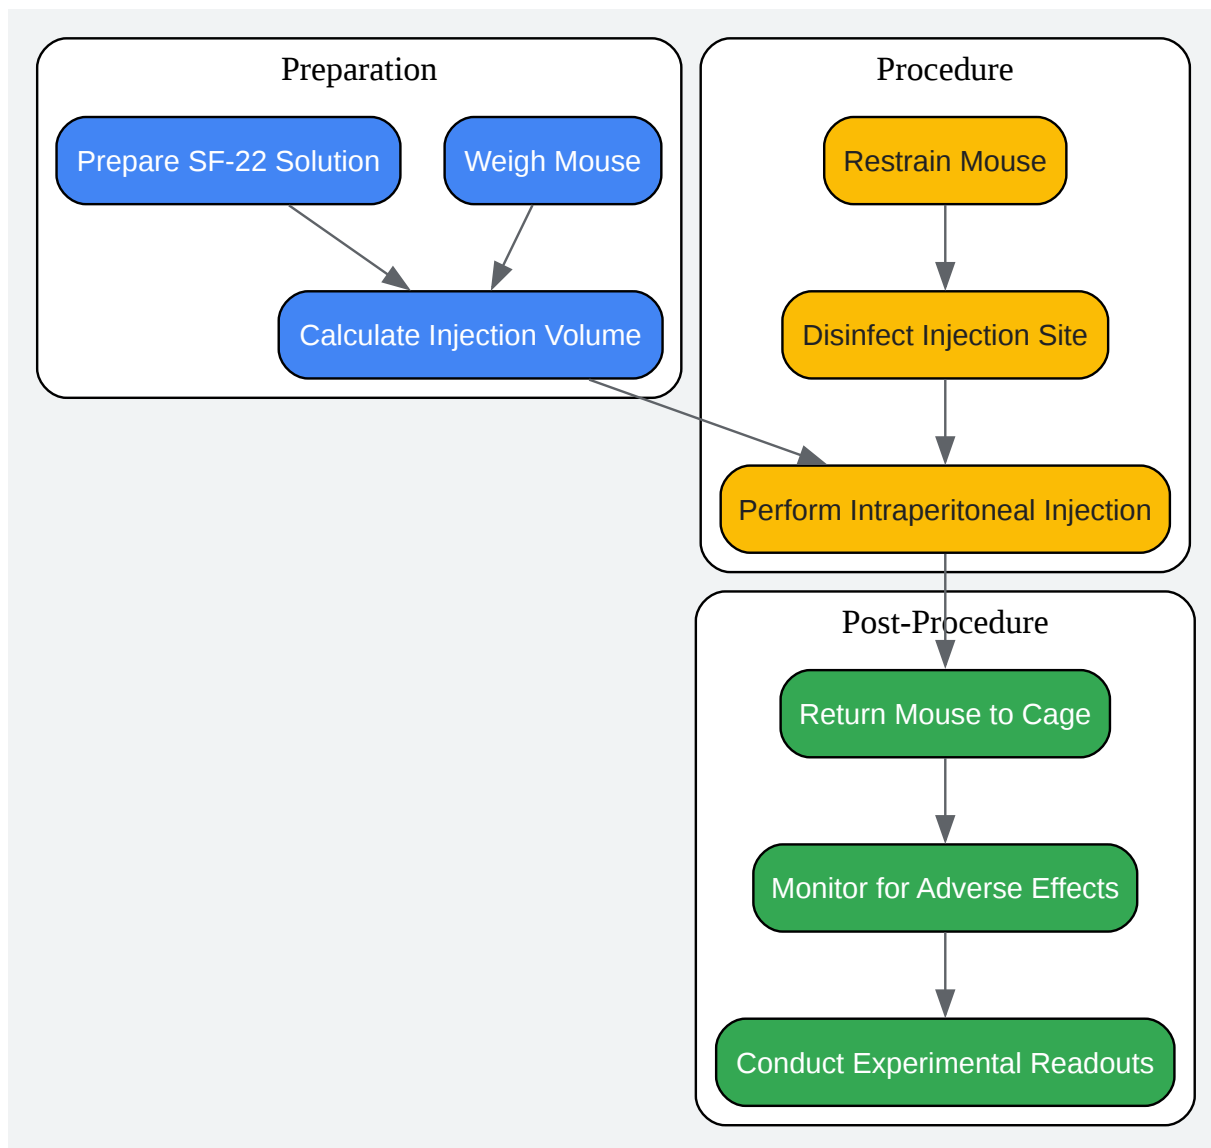 Preparation
Prepare SF-22 Solution
Weigh Mouse
Calculate Injection Volume
Procedure
Restrain Mouse
Disinfect Injection Site
Perform Intraperitoneal Injection
Post-Procedure
Return Mouse to Cage
Monitor for Adverse Effects
Conduct Experimental Readouts